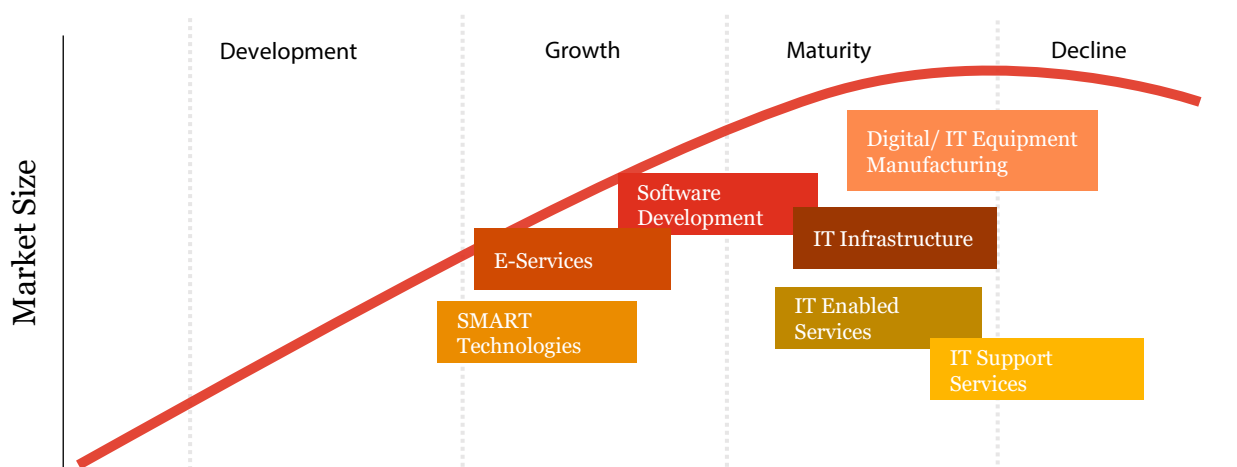 Development
Growth
Maturity
Decline
Market Size
Digital/ IT Equipment
Manufacturing
Software
Development
IT Infrastructure
E-Services
SMART
Technologies
IT Enabled
Services
IT Support
Services